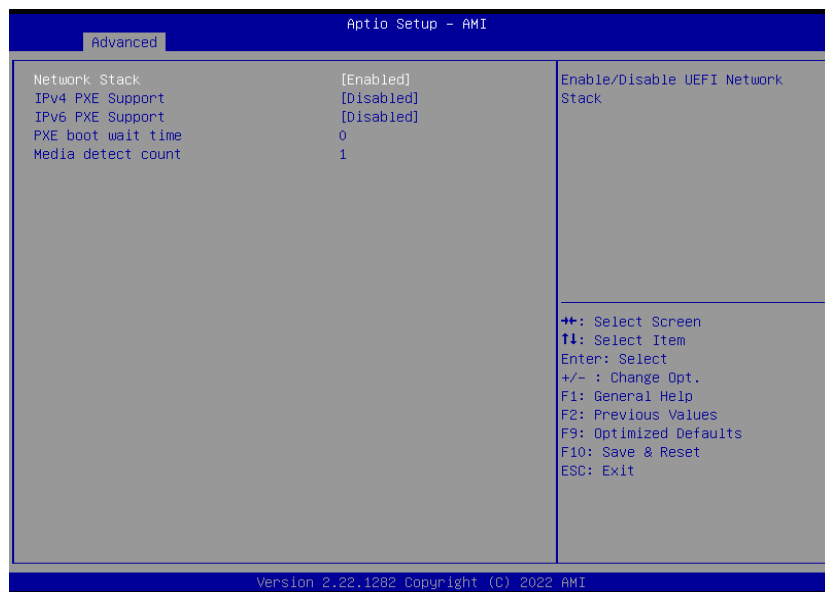 Aptio Setup – AMI
Advanced
Network Stack [Enabled]
IPv4 PXE Support [Disabled]
IPv6 PXE Support [Disabled]
PXE boot wait time 0
Media detect count 1
Enable/Disable UEFI Network
Stack
→←: Select Screen
↑↓: Select Item
Enter: Select
+/- : Change Opt.
F1: General Help
F2: Previous Values
F9: Optimized Defaults
F10: Save & Reset
ESC: Exit
Version 2.22.1282 Copyright (C) 2022 AMI